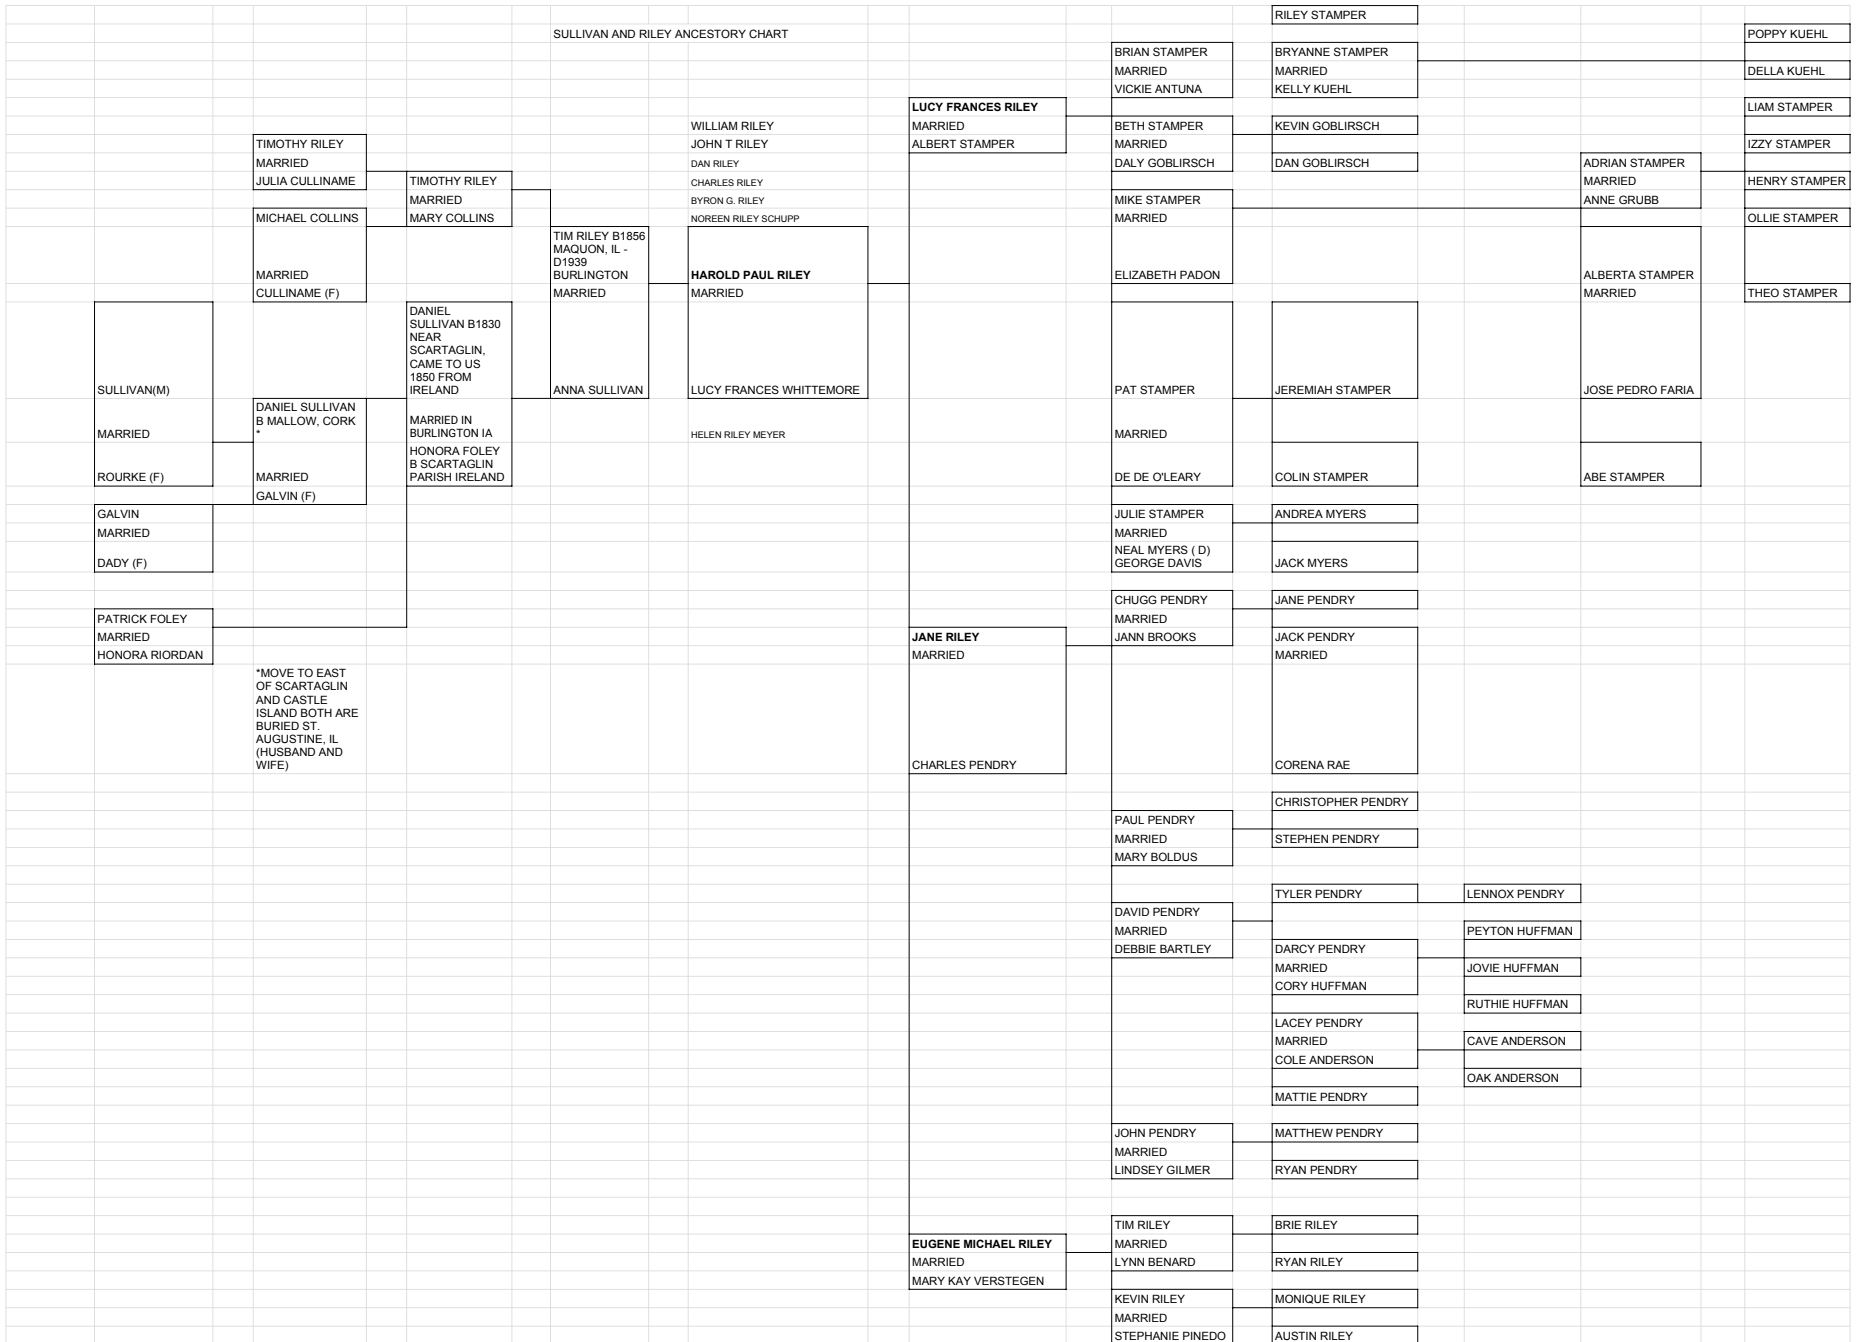 RILEY STAMPER
SULLIVAN AND RILEY ANCESTORY CHART
POPPY KUEHL
BRIAN STAMPER
BRYANNE STAMPER
MARRIED
MARRIED
DELLA KUEHL
VICKIE ANTUNA
KELLY KUEHL
LUCY FRANCES RILEY
LIAM STAMPER
WILLIAM RILEY
MARRIED
BETH STAMPER
KEVIN GOBLIRSCH
TIMOTHY RILEY
JOHN T RILEY
ALBERT STAMPER
MARRIED
IZZY STAMPER
MARRIED
DAN RILEY
DALY GOBLIRSCH
DAN GOBLIRSCH
ADRIAN STAMPER
JULIA CULLINAME
TIMOTHY RILEY
CHARLES RILEY
MARRIED
HENRY STAMPER
MARRIED
BYRON G. RILEY
MIKE STAMPER
ANNE GRUBB
MICHAEL COLLINS
MARY COLLINS
NOREEN RILEY SCHUPP
MARRIED
OLLIE STAMPER
TIM RILEY B1856
MAQUON, IL -
D1939
BURLINGTON
MARRIED
HAROLD PAUL RILEY
ELIZABETH PADON
ALBERTA STAMPER
CULLINAME (F)
MARRIED
MARRIED
MARRIED
THEO STAMPER
DANIEL
SULLIVAN B1830
NEAR
SCARTAGLIN,
CAME TO US
1850 FROM
IRELAND
SULLIVAN(M)
ANNA SULLIVAN
LUCY FRANCES WHITTEMORE
PAT STAMPER
JEREMIAH STAMPER
JOSE PEDRO FARIA
DANIEL SULLIVAN
B MALLOW, CORK
*
MARRIED IN
BURLINGTON IA
MARRIED
HELEN RILEY MEYER
MARRIED
HONORA FOLEY
B SCARTAGLIN
PARISH IRELAND
ROURKE (F)
MARRIED
DE DE O'LEARY
COLIN STAMPER
ABE STAMPER
GALVIN (F)
GALVIN
JULIE STAMPER
ANDREA MYERS
MARRIED
MARRIED
DADY (F)
NEAL MYERS ( D)
GEORGE DAVIS
JACK MYERS
CHUGG PENDRY
JANE PENDRY
PATRICK FOLEY
MARRIED
MARRIED
JANE RILEY
JANN BROOKS
JACK PENDRY
HONORA RIORDAN
MARRIED
MARRIED
*MOVE TO EAST
OF SCARTAGLIN
AND CASTLE
ISLAND BOTH ARE
BURIED ST.
AUGUSTINE, IL
(HUSBAND AND
WIFE)
CHARLES PENDRY
CORENA RAE
CHRISTOPHER PENDRY
PAUL PENDRY
MARRIED
STEPHEN PENDRY
MARY BOLDUS
TYLER PENDRY
LENNOX PENDRY
DAVID PENDRY
MARRIED
PEYTON HUFFMAN
DEBBIE BARTLEY
DARCY PENDRY
MARRIED
JOVIE HUFFMAN
CORY HUFFMAN
RUTHIE HUFFMAN
LACEY PENDRY
MARRIED
CAVE ANDERSON
COLE ANDERSON
OAK ANDERSON
MATTIE PENDRY
JOHN PENDRY
MATTHEW PENDRY
MARRIED
LINDSEY GILMER
RYAN PENDRY
TIM RILEY
BRIE RILEY
EUGENE MICHAEL RILEY
MARRIED
MARRIED
LYNN BENARD
RYAN RILEY
MARY KAY VERSTEGEN
KEVIN RILEY
MONIQUE RILEY
MARRIED
STEPHANIE PINEDO
AUSTIN RILEY